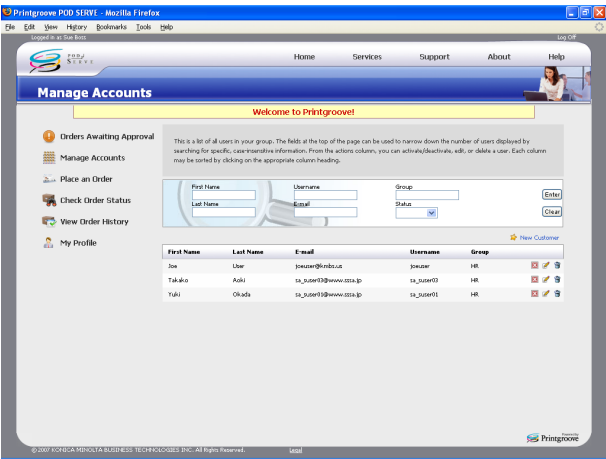 Printgroove POD SERVE - Mozilla Firefox
File Edit View History Bookmarks Tools Help
Logged in as Sue Boss Log Off
POD SERVE
Home Services Support About Help
Manage Accounts
Welcome to Printgroove!
Orders Awaiting Approval
Manage Accounts
Place an Order
Check Order Status
View Order History
My Profile
This is a list of all users in your group. The fields at the top of the page can be used to narrow down the number of users displayed by
searching for specific, case-insensitive information. From the actions column, you can activate/deactivate, edit, or delete a user. Each column
may be sorted by clicking on the appropriate column heading.
First Name Username Group
Enter
Last Name E-mail Status
Clear
New Customer
First Name Last Name E-mail Username Group
Joe User joeuser@kmbs.us joeuser HR
Takako Aoki sa_suser03@www.sssa.jp sa_suser03 HR
Yuki Okada sa_suser01@www.sssa.jp sa_suser01 HR
Powered by
Printgroove
© 2007 KONICA MINOLTA BUSINESS TECHNOLOGIES INC. All Rights Reserved. Legal